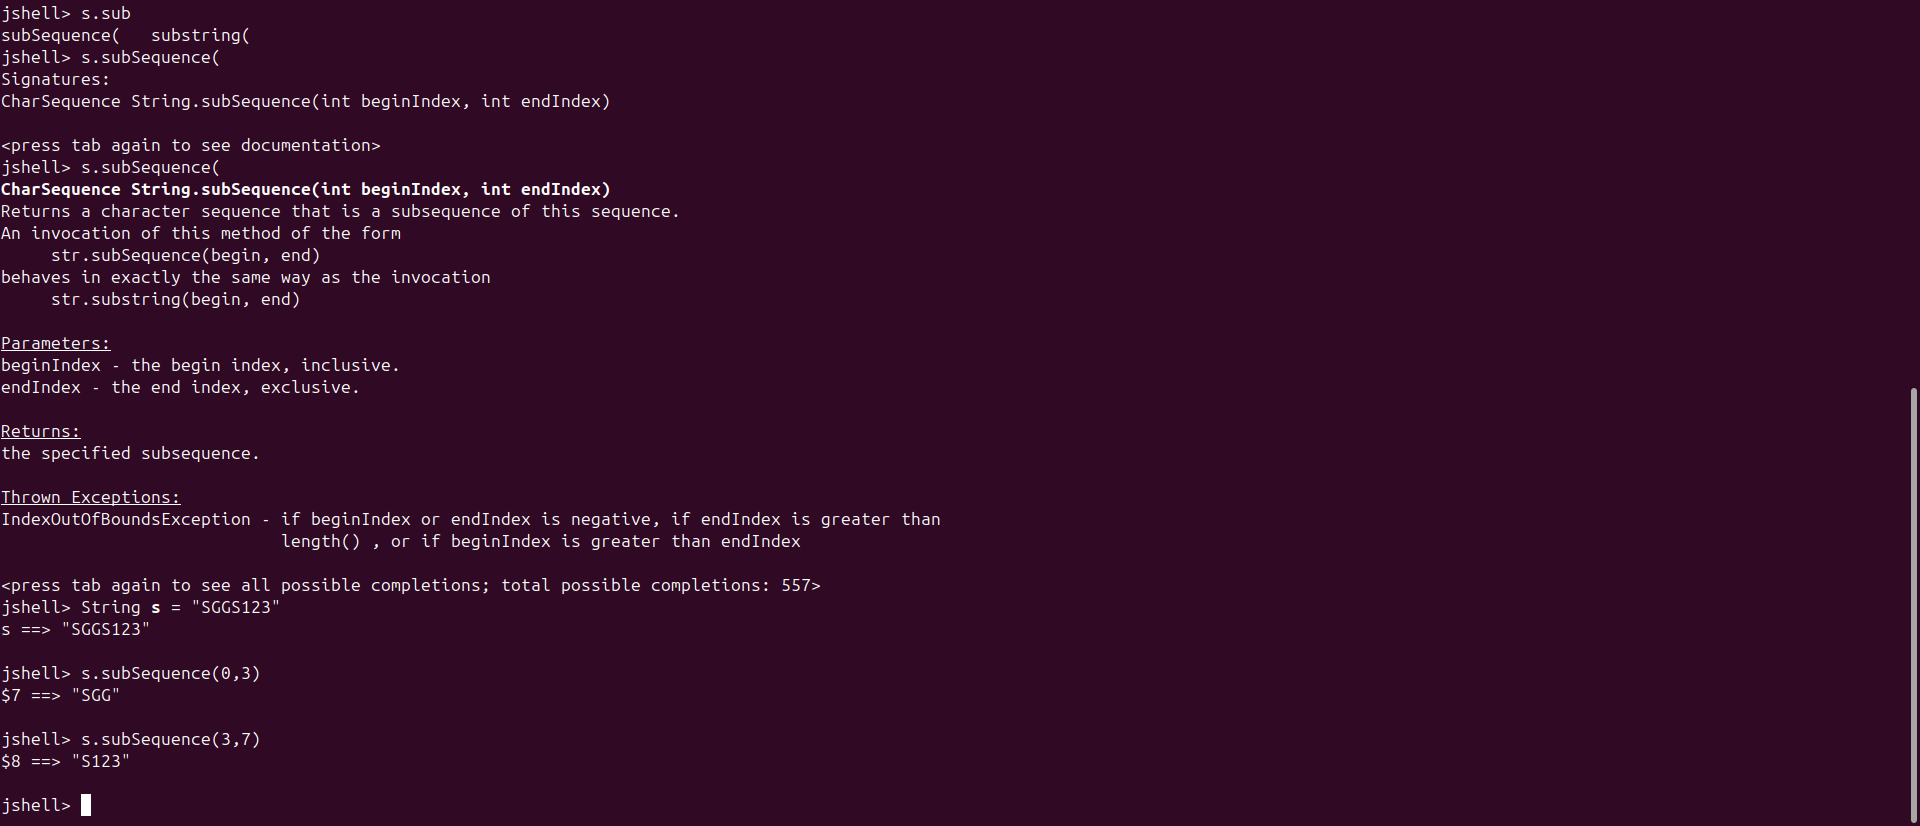 jshell> s.sub
subSequence(   substring(
jshell> s.subSequence(
Signatures:
CharSequence String.subSequence(int beginIndex, int endIndex)
<press tab again to see documentation>
jshell> s.subSequence(
CharSequence String.subSequence(int beginIndex, int endIndex)
Returns a character sequence that is a subsequence of this sequence.
An invocation of this method of the form
     str.subSequence(begin, end)
behaves in exactly the same way as the invocation
     str.substring(begin, end)
Parameters:
beginIndex - the begin index, inclusive.
endIndex - the end index, exclusive.
Returns:
the specified subsequence.
Thrown Exceptions:
IndexOutOfBoundsException - if beginIndex or endIndex is negative, if endIndex is greater than
                            length() , or if beginIndex is greater than endIndex
<press tab again to see all possible completions; total possible completions: 557>
jshell> String s = "SGGS123"
s ==> "SGGS123"
jshell> s.subSequence(0,3)
$7 ==> "SGG"
jshell> s.subSequence(3,7)
$8 ==> "S123"
jshell>